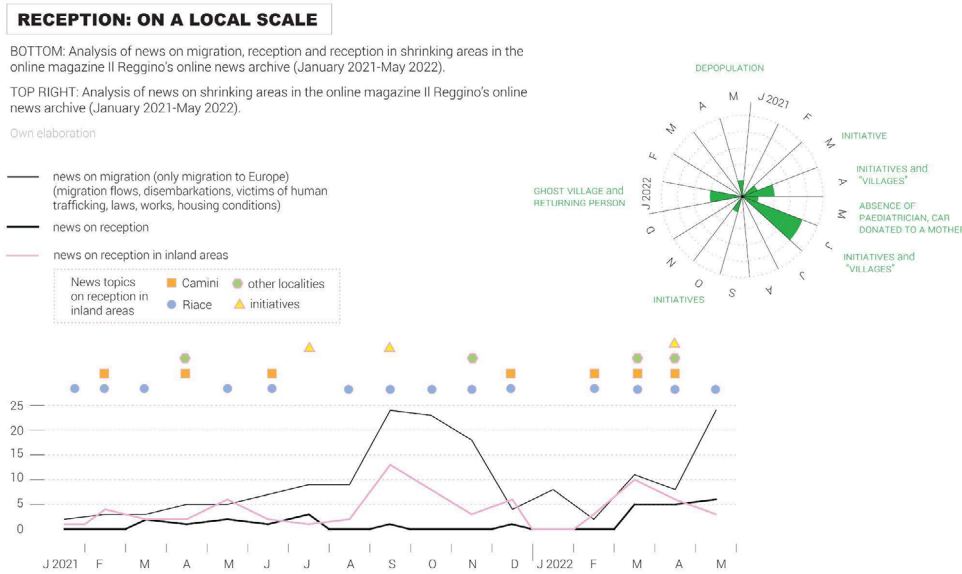 RECEPTION: ON A LOCAL SCALE
BOTTOM: Analysis of news on migration, reception and reception in shrinking areas in the
online magazine Il Reggino's online news archive (January 2021-May 2022).
TOP RIGHT: Analysis of news on shrinking areas in the online magazine Il Reggino's online
news archive (January 2021-May 2022).
Own elaboration
news on migration (only migration to Europe)
(migration flows, disembarkations, victims of human
trafficking, laws, works, housing conditions)
news on reception
news on reception in inland areas
News topics
on reception in
inland areas
Camini
other localities
Riace
initiatives
DEPOPULATION
J 2021
F
M
A
M
J
J
A
S
O
N
D
J 2022
F
M
A
M
INITIATIVE
INITIATIVES and
"VILLAGES"
ABSENCE OF
PAEDIATRICIAN, CAR
DONATED TO A MOTHER
INITIATIVES and
"VILLAGES"
INITIATIVES
GHOST VILLAGE and
RETURNING PERSON
25
20
15
10
5
0
J 2021 F M A M J J A S O N D J 2022 F M A M